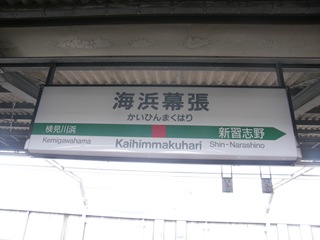 海浜幕張
かいひんまくはり
検見川浜
新習志野
Kemigawahama
Kaihimmakuhari
Shin-Narashino